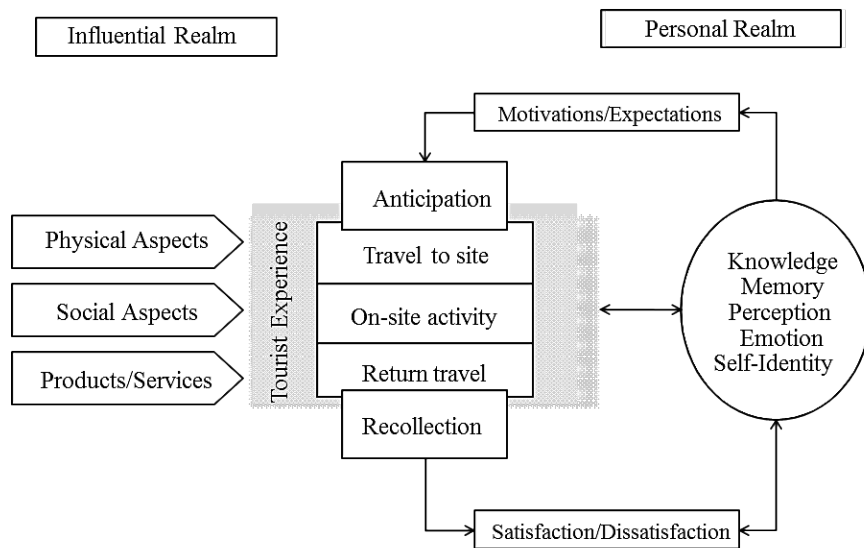 Influential Realm
Personal Realm
Motivations/Expectations
Anticipation
Physical Aspects
Social Aspects
Products/Services
Tourist Experience
Travel to site
On-site activity
Return travel
Recollection
Knowledge
Memory
Perception
Emotion
Self-Identity
Satisfaction/Dissatisfaction